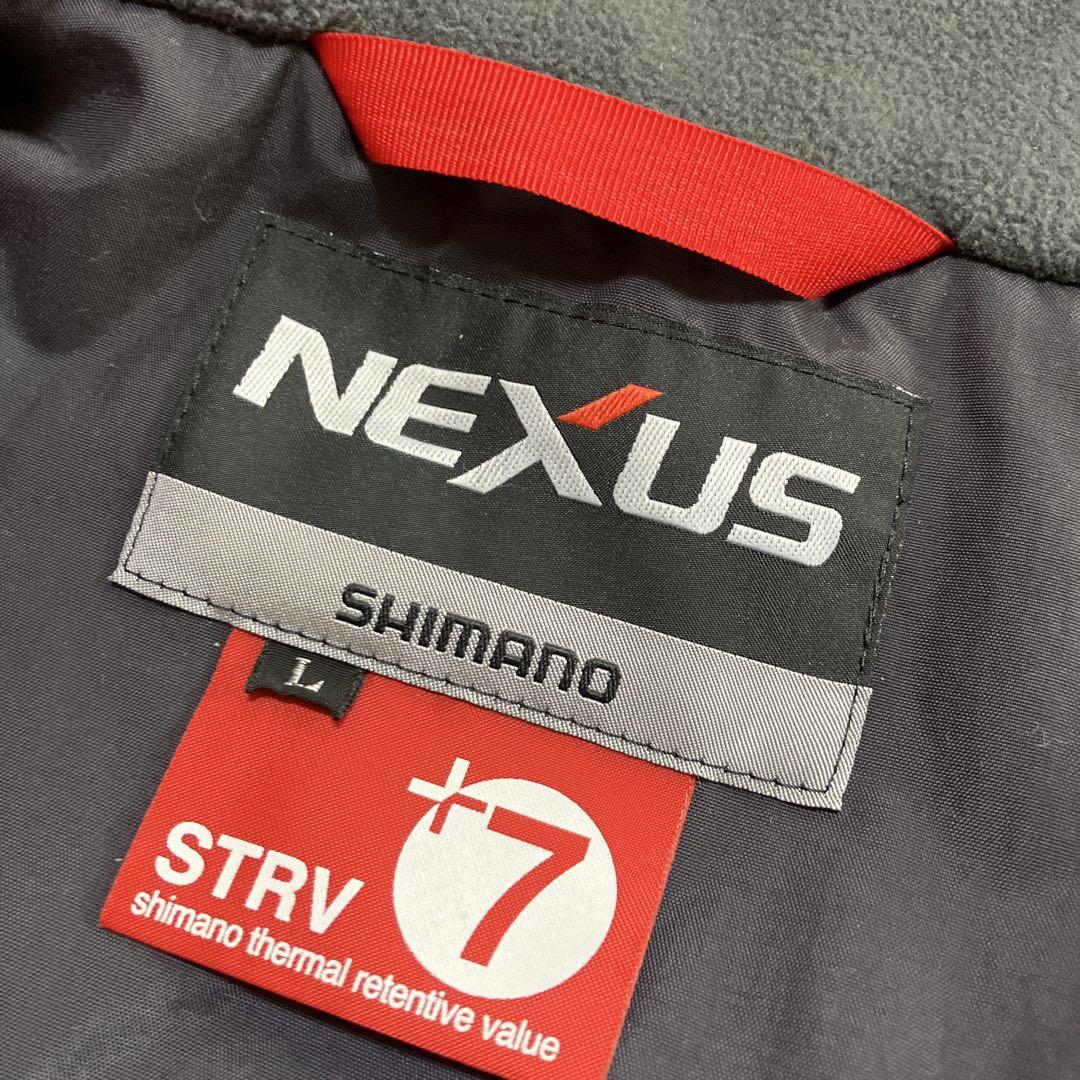 NEXUS
SHIMANO
L
+7
STRV
shimano thermal retentive value